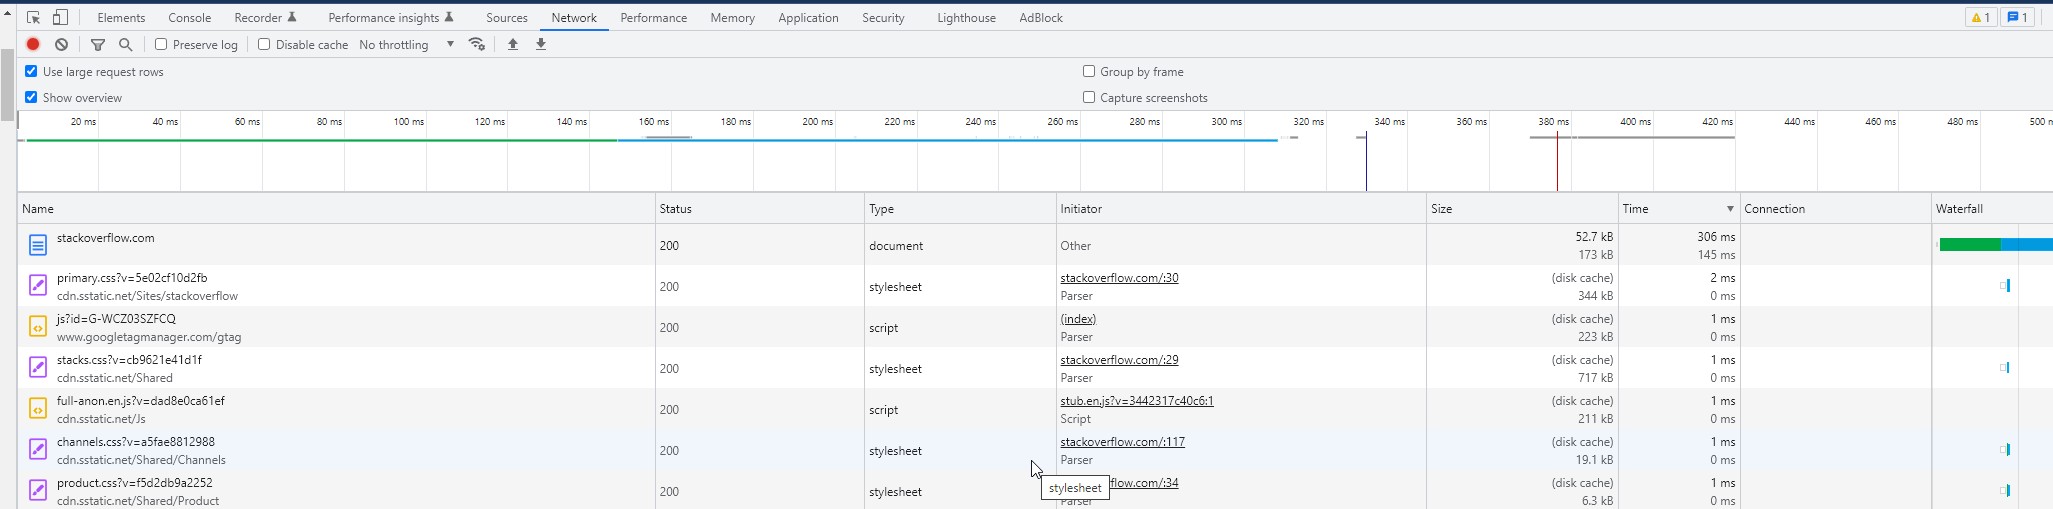 Elements Console Recorder Performance insights Sources Network Performance Memory Application Security Lighthouse AdBlock 1 1
Preserve log Disable cache No throttling
Use large request rows Group by frame
Show overview Capture screenshots
20 ms 40 ms 60 ms 80 ms 100 ms 120 ms 140 ms 160 ms 180 ms 200 ms 220 ms 240 ms 260 ms 280 ms 300 ms 320 ms 340 ms 360 ms 380 ms 400 ms 420 ms 440 ms 460 ms 480 ms 500 m
Name Status Type Initiator Size Time Connection Waterfall
stackoverflow.com 200 document Other 52.7 kB 306 ms
173 kB 145 ms
primary.css?v=5e02cf10d2fb 200 stylesheet stackoverflow.com/:30 (disk cache) 2 ms
cdn.sstatic.net/Sites/stackoverflow Parser 344 kB 0 ms
js?id=G-WCZ03SZFCQ 200 script (index) (disk cache) 1 ms
www.googletagmanager.com/gtag Parser 223 kB 0 ms
stacks.css?v=cb9621e41d1f 200 stylesheet stackoverflow.com/:29 (disk cache) 1 ms
cdn.sstatic.net/Shared Parser 717 kB 0 ms
full-anon.en.js?v=dad8e0ca61ef 200 script stub.en.js?v=3442317c40c6:1 (disk cache) 1 ms
cdn.sstatic.net/Js Script 211 kB 0 ms
channels.css?v=a5fae8812988 200 stylesheet stackoverflow.com/:117 (disk cache) 1 ms
cdn.sstatic.net/Shared/Channels Parser 19.1 kB 0 ms
product.css?v=f5d2db9a2252 200 stylesheet flow.com/:34 (disk cache) 1 ms
cdn.sstatic.net/Shared/Product Parser 6.3 kB 0 ms
stylesheet